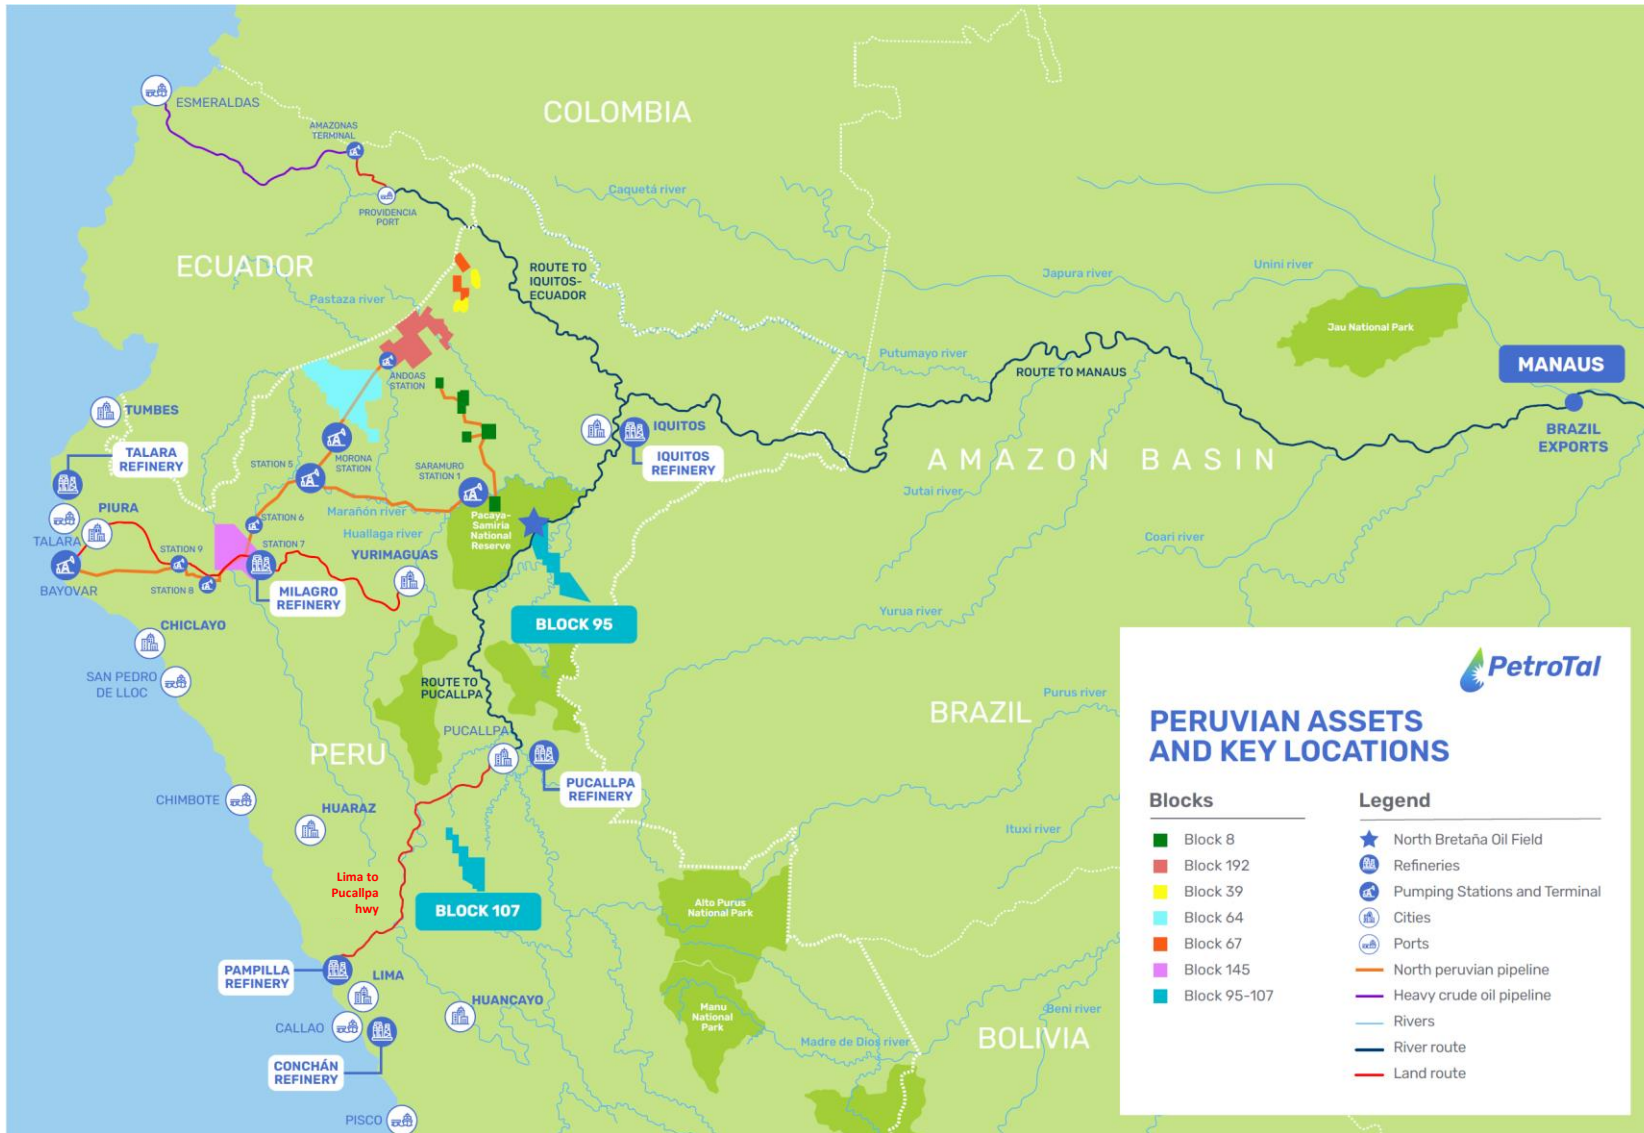 ESMERALDAS
COLOMBIA
AMAZONAS
TERMINAL
Caquetá river
PROVIDENCIA
PORT
ECUADOR
ROUTE TO
IQUITOS-
ECUADOR
Japura river
Unini river
Pastaza river
Jau National Park
Putumayo river
ROUTE TO MANAUS
MANAUS
ANDOAS
STATION
TUMBES
BRAZIL
EXPORTS
IQUITOS
IQUITOS
REFINERY
AMAZON BASIN
TALARA
REFINERY
MORONA
STATION
STATION 5
SARAMURO
STATION 1
Jutai river
PIURA
Marañón river
Pacaya-
Samiria
National
Reserve
STATION 6
Huallaga river
Coari river
TALARA
STATION 9
STATION 7
YURIMAGUAS
BAYOVAR
STATION 8
MILAGRO
REFINERY
Yurua river
BLOCK 95
CHICLAYO
SAN PEDRO
DE LLOC
ROUTE TO
PUCALLPA
Purus river
BRAZIL
PUCALLPA
PERU
PUCALLPA
REFINERY
CHIMBOTE
HUARAZ
Ituxi river
Lima to
Pucallpa
hwy
BLOCK 107
Alto Purus
National Park
PAMPILLA
REFINERY
LIMA
HUANCAYO
Manu
National
Park
Beni river
CALLAO
Madre de Dios river
BOLIVIA
CONCHÁN
REFINERY
PISCO
PetroTal
PERUVIAN ASSETS
AND KEY LOCATIONS
Blocks
Block 8
Block 192
Block 39
Block 64
Block 67
Block 145
Block 95-107
Legend
North Bretaña Oil Field
Refineries
Pumping Stations and Terminal
Cities
Ports
North peruvian pipeline
Heavy crude oil pipeline
Rivers
River route
Land route